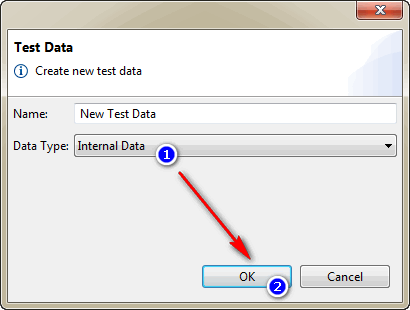 Test Data
Create new test data
Name: New Test Data
Data Type: Internal Data
1
OK
Cancel
2